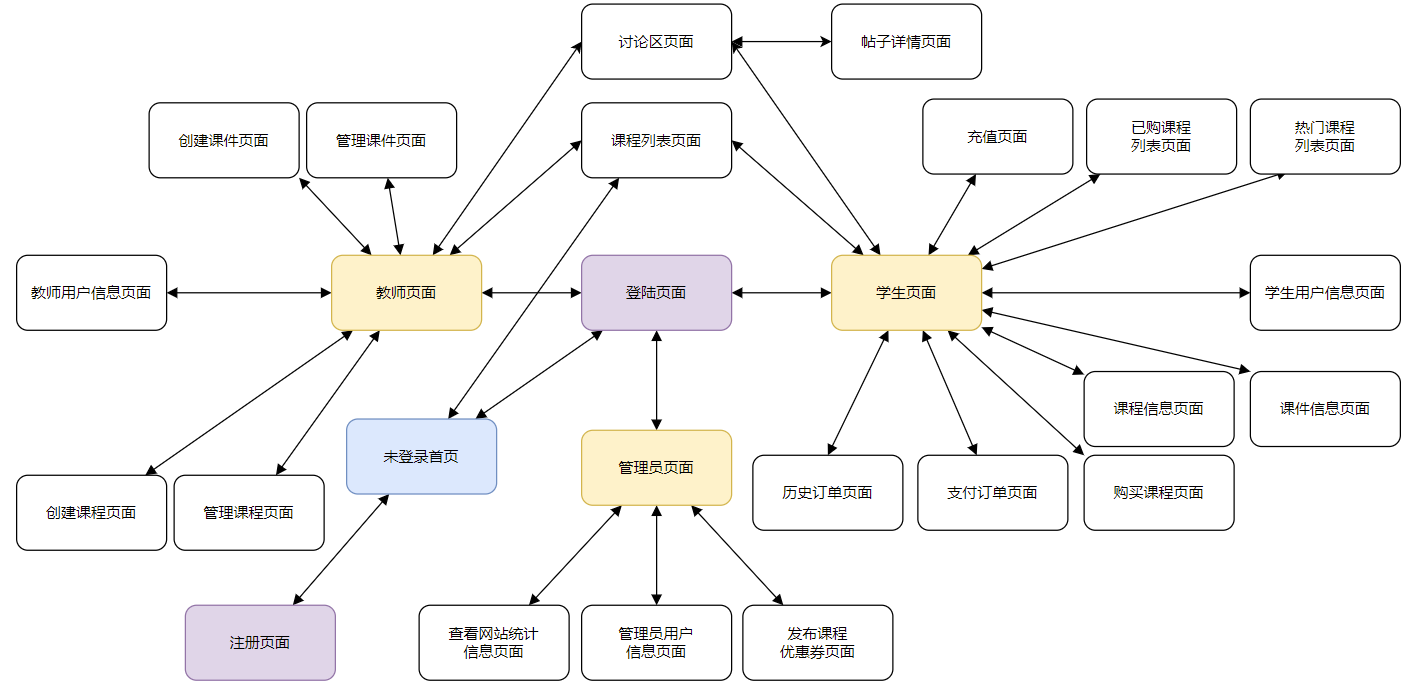 讨论区页面
帖子详情页面
创建课件页面
管理课件页面
课程列表页面
充值页面
已购课程
列表页面
热门课程
列表页面
教师用户信息页面
教师页面
登陆页面
学生页面
学生用户信息页面
课程信息页面
课件信息页面
未登录首页
管理员页面
历史订单页面
支付订单页面
购买课程页面
创建课程页面
管理课程页面
注册页面
查看网站统计
信息页面
管理员用户
信息页面
发布课程
优惠券页面